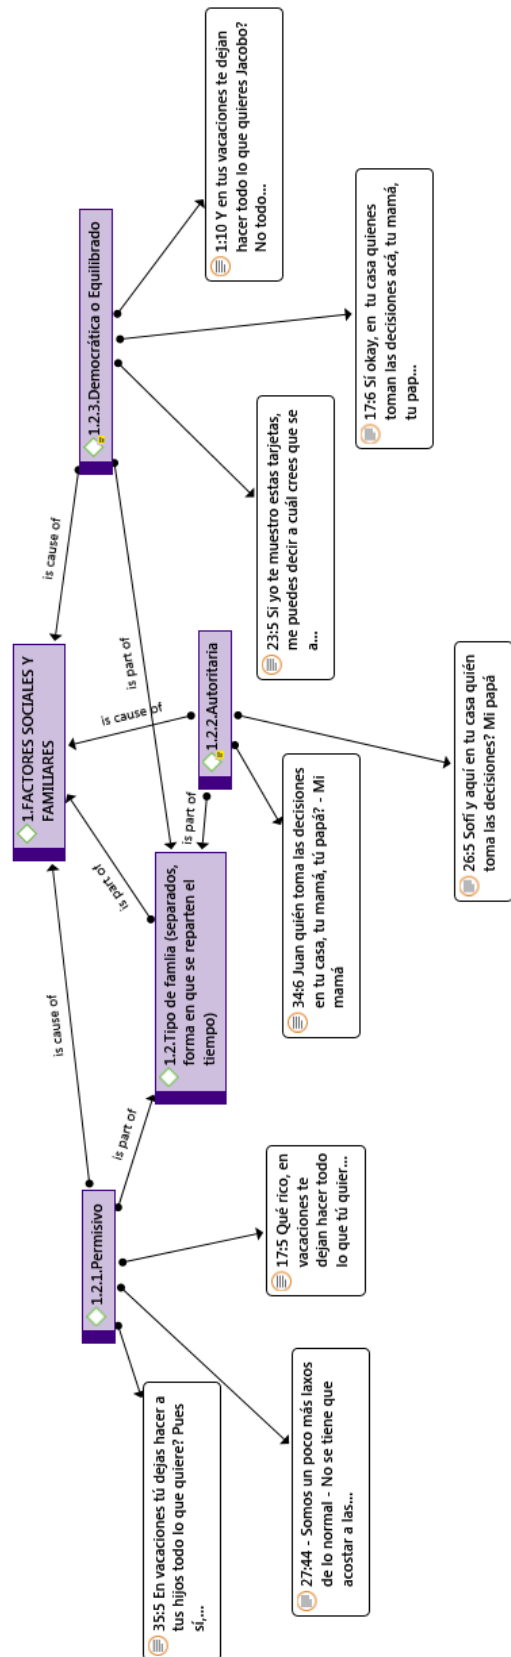 1.FACTORES SOCIALES Y
FAMILIARES
is cause of
is cause of
is cause of
is part of
is part of
is part of
is part of
1.2.1.Permisivo
1.2.Tipo de famlia (separados,
forma en que se reparten el
tiempo)
1.2.2.Autoritaria
1.2.3.Democrática o Equilibrado
35:5 En vacaciones tú dejas hacer a
tus hijos todo lo que quiere? Pues
sí,...
27:44 - Somos un poco más laxos
de lo normal - No se tiene que
acostar a las...
17:5 Qué rico, en
vacaciones te
dejan hacer todo
lo que tú quier...
34:6 Juan quién toma las decisiones
en tu casa, tu mamá, tú papá? - Mi
mamá
26:5 Sofi y aquí en tu casa quién
toma las decisiones? Mi papá
23:5 Si yo te muestro estas tarjetas,
me puedes decir a cuál crees que se
a...
17:6 Sí okay, en tu casa quienes
toman las decisiones acá, tu mamá,
tu pap...
1:10 Y en tus vacaciones te dejan
hacer todo lo que quieres Jacobo?
No todo...